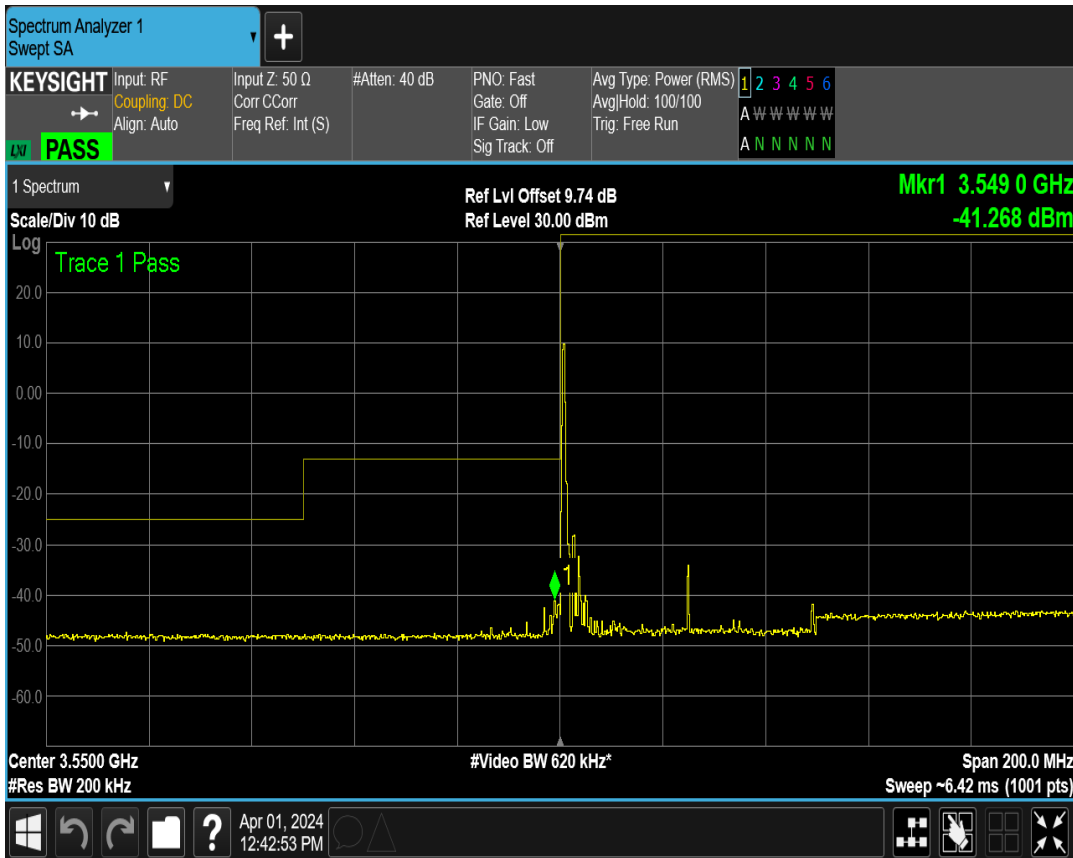 Spectrum Analyzer 1
Swept SA
+
KEYSIGHT
Input: RF
Coupling: DC
Align: Auto
Input Z: 50 Ω
Corr CCorr
Freq Ref: Int (S)
#Atten: 40 dB
PNO: Fast
Gate: Off
IF Gain: Low
Sig Track: Off
Avg Type: Power (RMS)
Avg|Hold: 100/100
Trig: Free Run
1 2 3 4 5 6
A W W W W W
A N N N N N
LXI PASS
1 Spectrum
Scale/Div 10 dB
Ref Lvl Offset 9.74 dB
Ref Level 30.00 dBm
Mkr1 3.549 0 GHz
-41.268 dBm
Log
Trace 1 Pass
20.0
10.0
0.00
-10.0
-20.0
-30.0
1
-40.0
-50.0
-60.0
Center 3.5500 GHz
#Video BW 620 kHz*
Span 200.0 MHz
#Res BW 200 kHz
Sweep ~6.42 ms (1001 pts)
?
Apr 01, 2024
12:42:53 PM